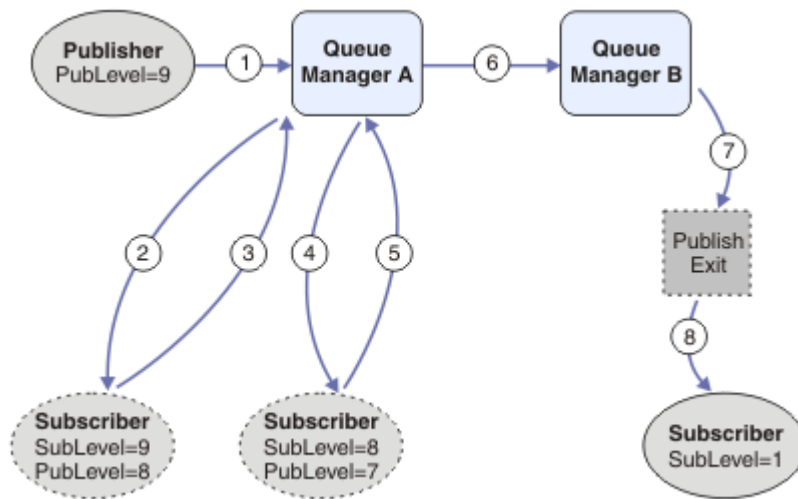 Publisher
PubLevel=9
1
Queue
Manager A
6
Queue
Manager B
7
2
3
4
5
Publish
Exit
8
Subscriber
SubLevel=9
PubLevel=8
Subscriber
SubLevel=8
PubLevel=7
Subscriber
SubLevel=1